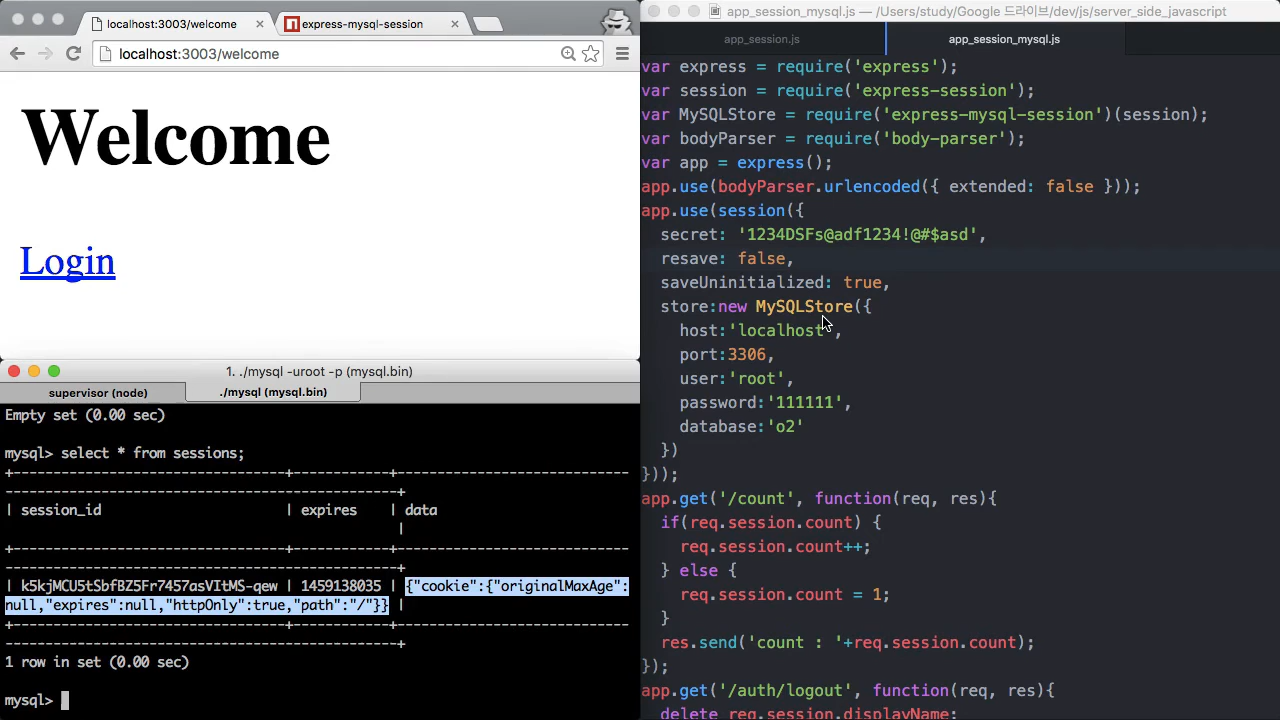 localhost:3003/welcome
express-mysql-session
localhost:3003/welcome
Welcome
Login
1. ./mysql -uroot -p (mysql.bin)
supervisor (node)
./mysql (mysql.bin)
Empty set (0.00 sec)
mysql> select * from sessions;
+-----------------------------------+------------+-------------------------
------------------------------------------+
| session_id | expires | data
|
+-----------------------------------+------------+-------------------------
------------------------------------------+
| k5kjMCU5tSbfBZ5Fr7457asVItMS-qew | 1459138035 | {"cookie":{"originalMaxAge":
null,"expires":null,"httpOnly":true,"path":"/"}} |
+-----------------------------------+------------+-------------------------
------------------------------------------+
1 row in set (0.00 sec)
mysql>
app_session_mysql.js — /Users/study/Google 드라이브/dev/js/server_side_javascript
app_session.js
app_session_mysql.js
var express = require('express');
var session = require('express-session');
var MySQLStore = require('express-mysql-session')(session);
var bodyParser = require('body-parser');
var app = express();
app.use(bodyParser.urlencoded({ extended: false }));
app.use(session({
secret: '1234DSFs@adf1234!@#$asd',
resave: false,
saveUninitialized: true,
store:new MySQLStore({
host:'localhost',
port:3306,
user:'root',
password:'111111',
database:'o2'
})
}));
app.get('/count', function(req, res){
if(req.session.count) {
req.session.count++;
} else {
req.session.count = 1;
}
res.send('count : '+req.session.count);
});
app.get('/auth/logout', function(req, res){
delete req.session.displayName;